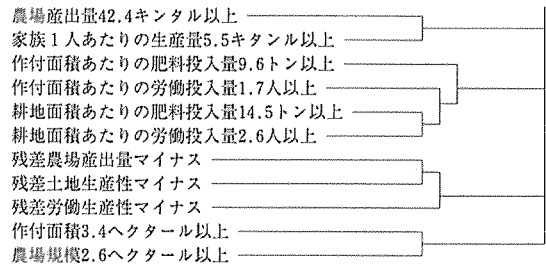 農場産出量42.4キンタル以上
家族1人あたりの生産量5.5キタンル以上
作付面積あたりの肥料投入量9.6トン以上
作付面積あたりの労働投入量1.7人以上
耕地面積あたりの肥料投入量14.5トン以上
耕地面積あたりの労働投入量2.6人以上
残差農場産出量マイナス
残差土地生産性マイナス
残差労働生産性マイナス
作付面積3.4ヘクタール以上
農場規模2.6ヘクタール以上